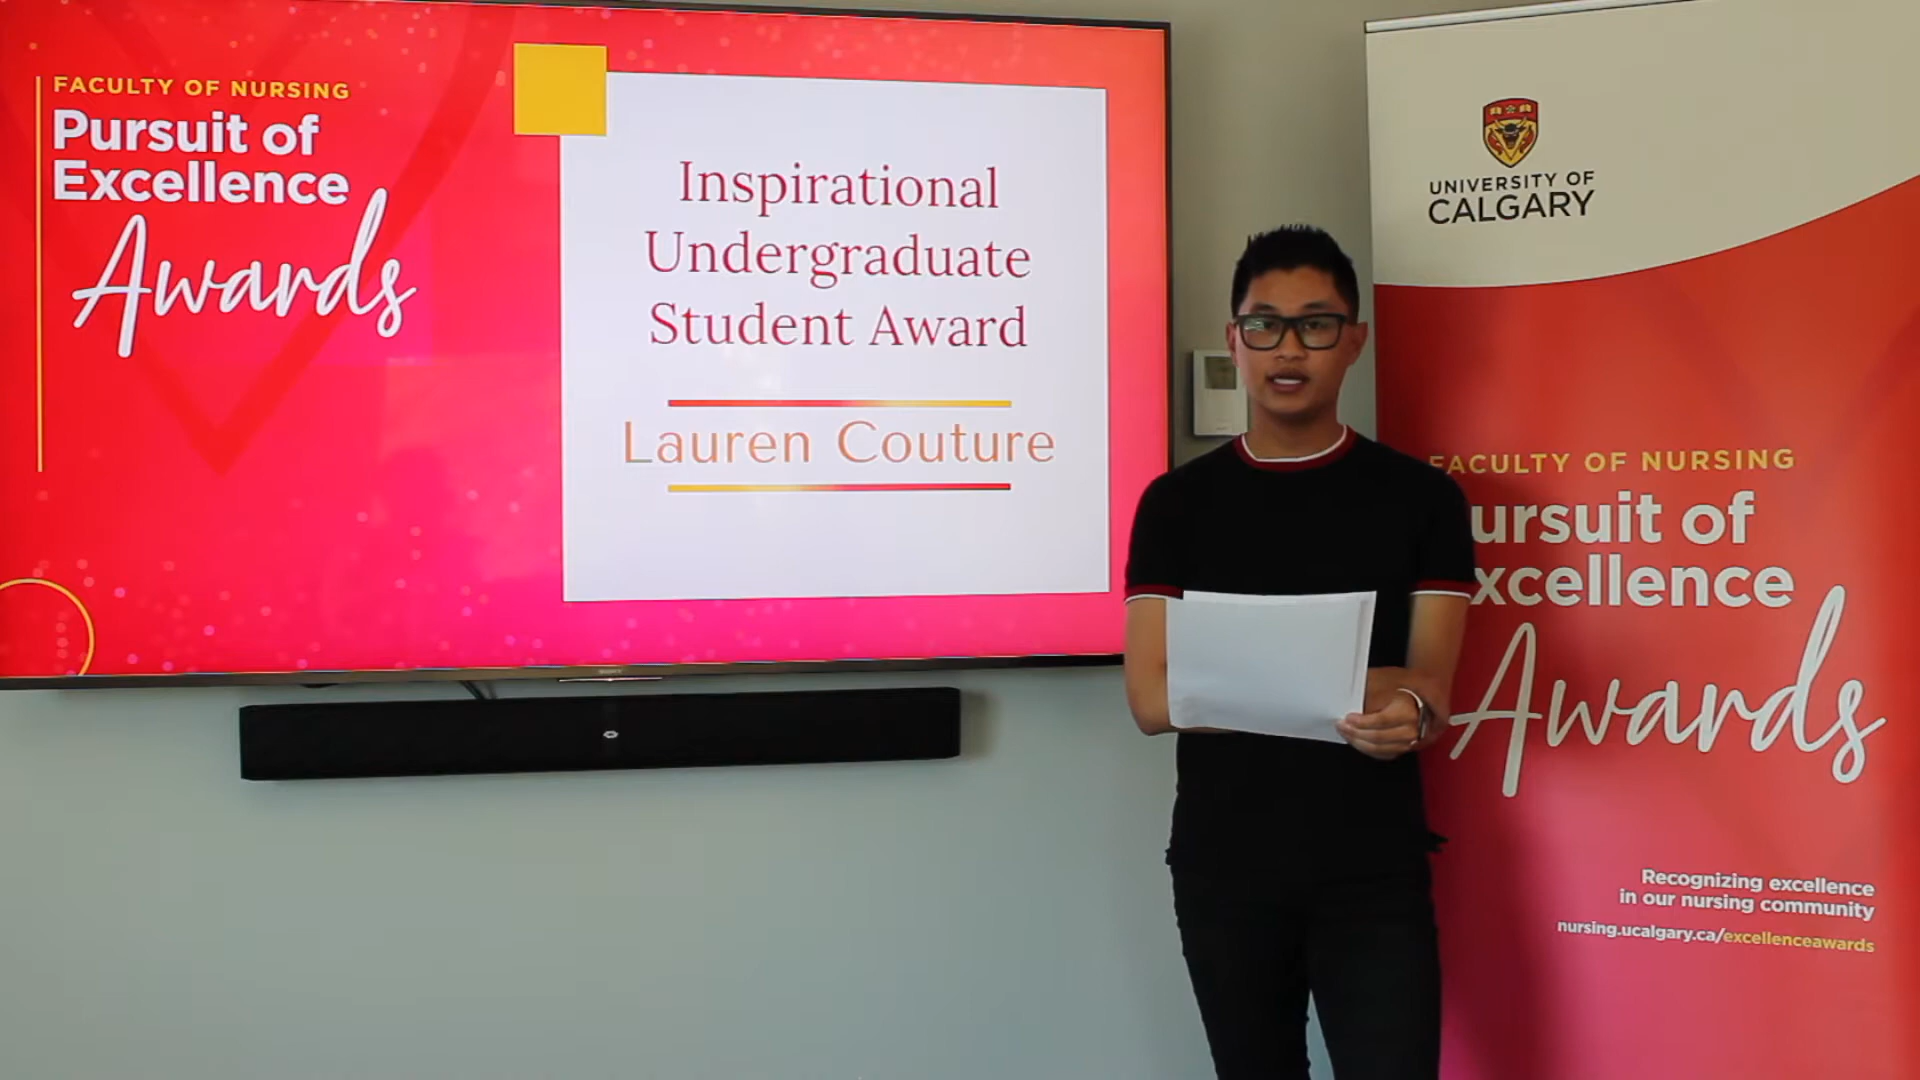 FACULTY OF NURSING
Pursuit of
Excellence
Awards
Inspirational
Undergraduate
Student Award
Lauren Couture
UNIVERSITY OF
CALGARY
FACULTY OF NURSING
ursuit of
xcellence
Awards
Recognizing excellence
in our nursing community
nursing.ucalgary.ca/excellenceawards